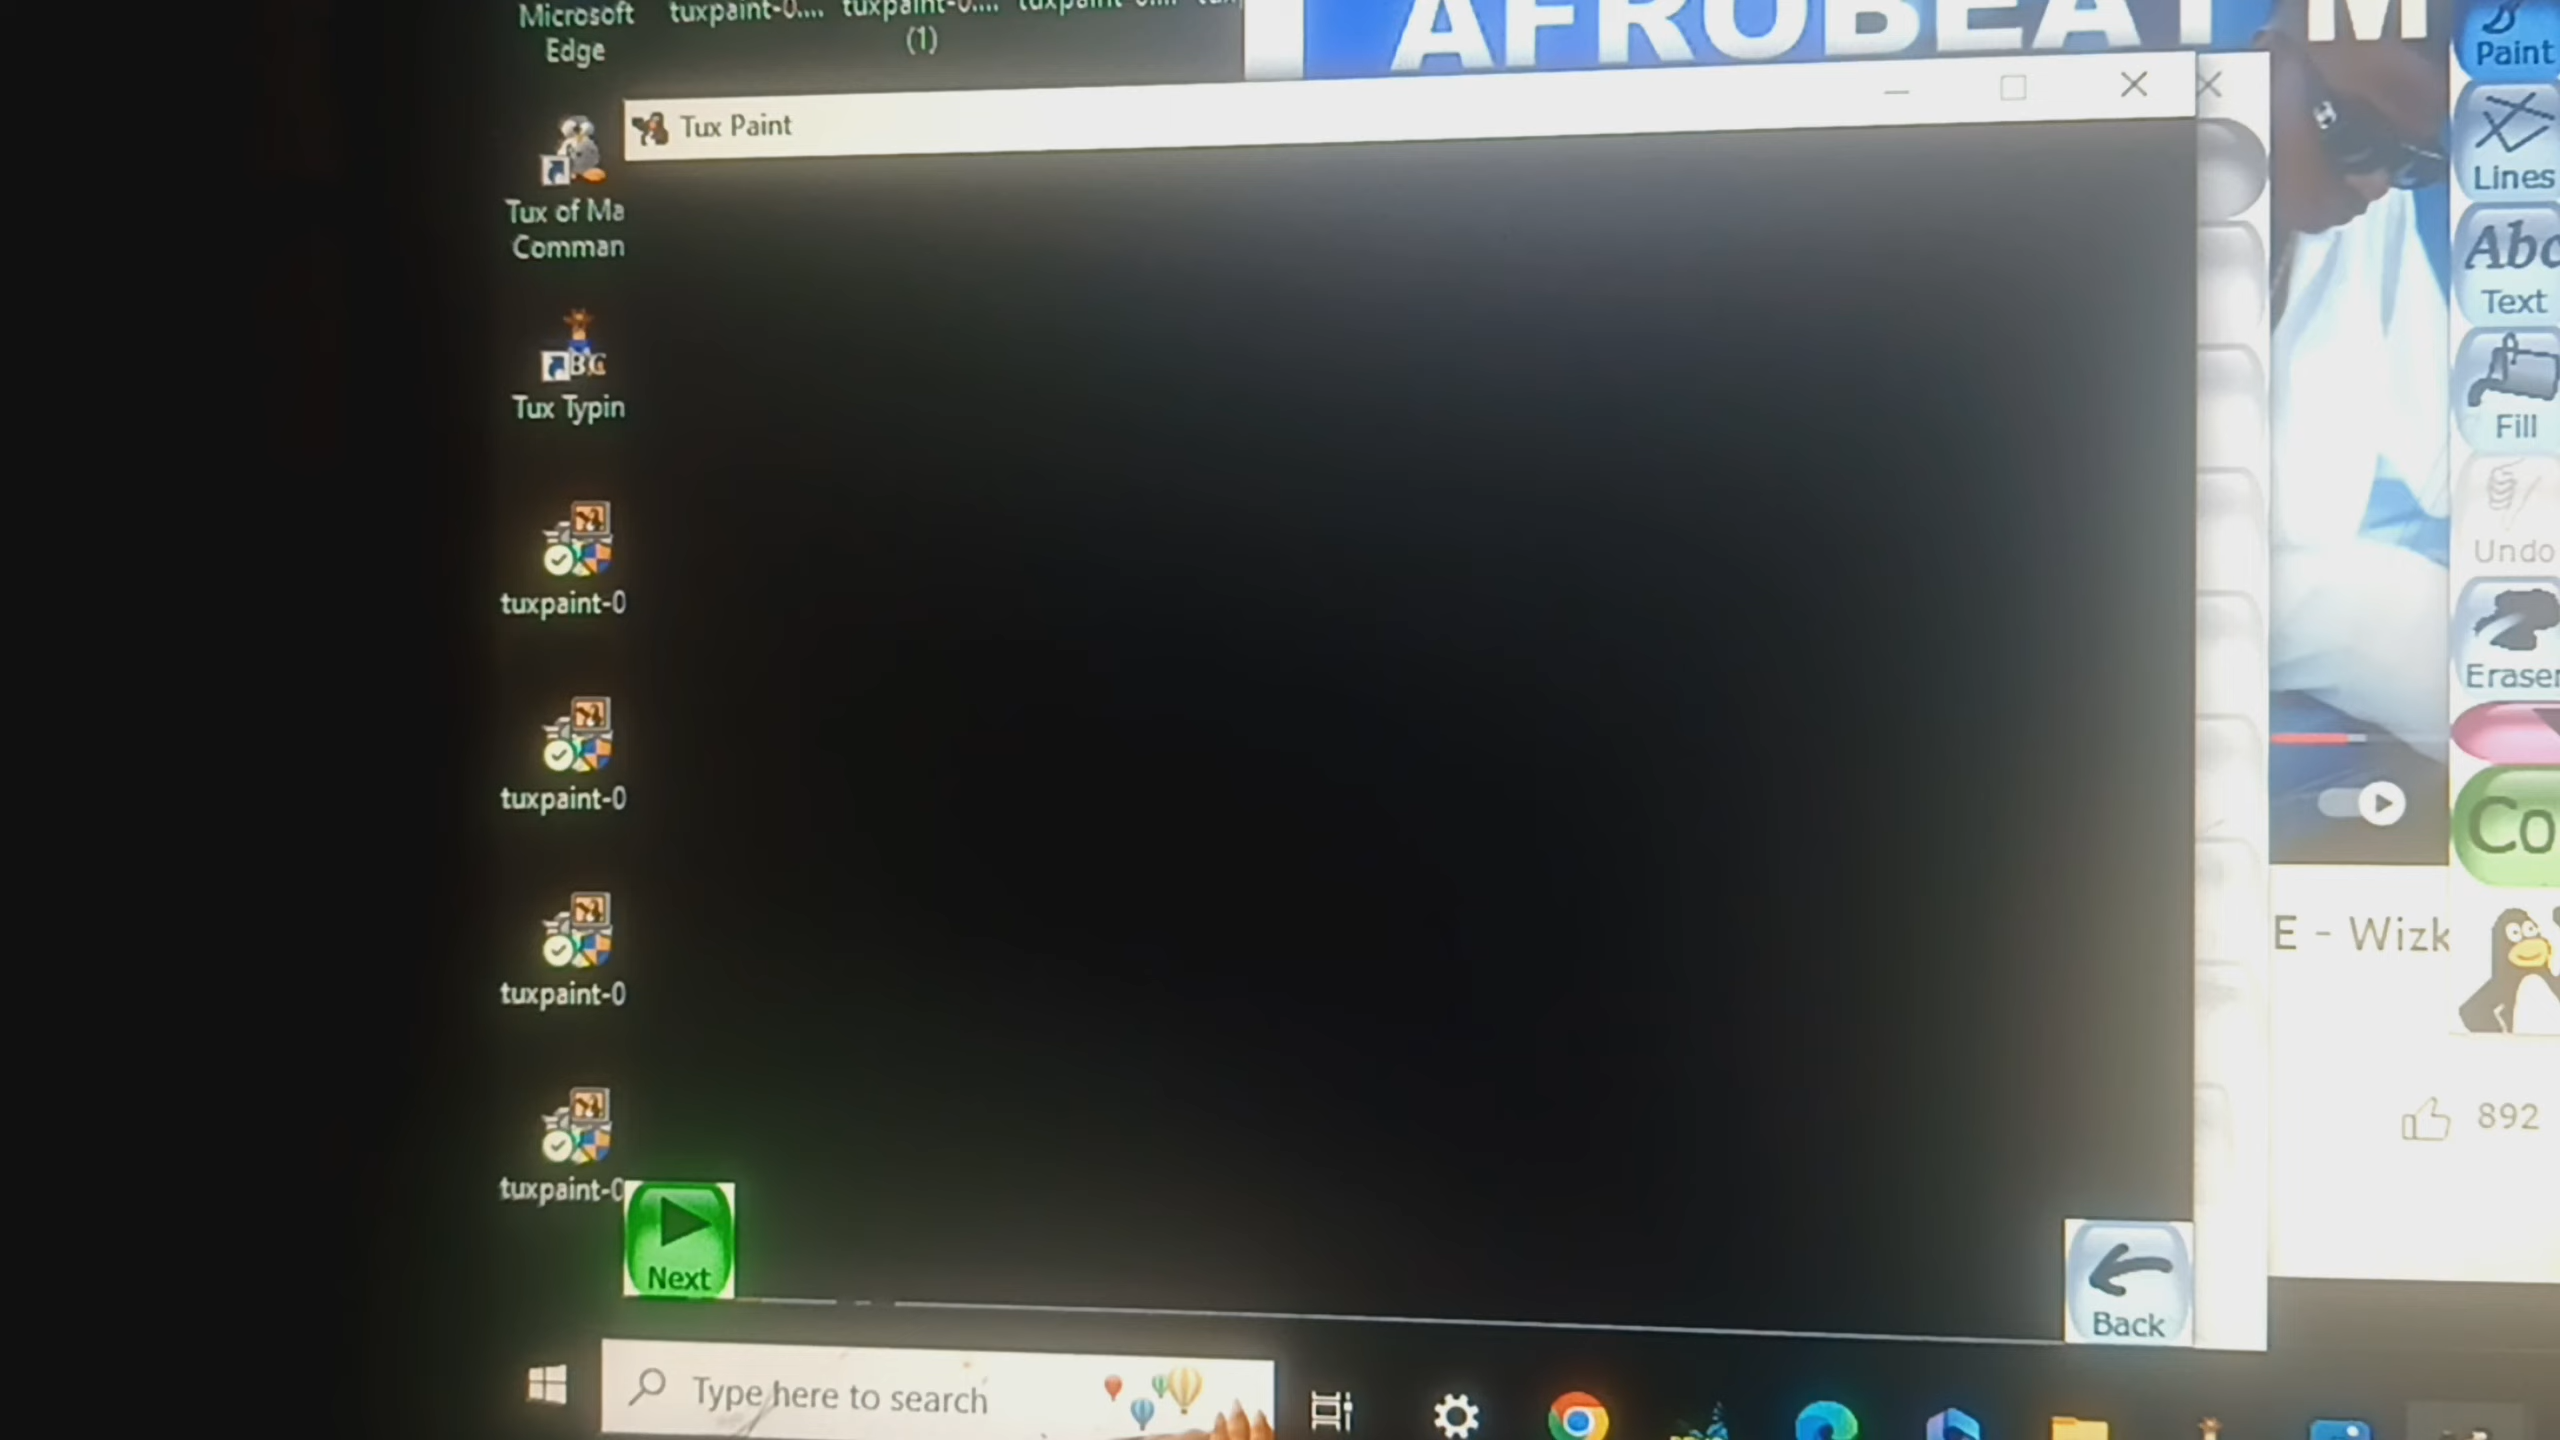 Microsoft
Edge
tuxpaint-0....
tuxpaint-0....
(1)
AFROBEAT M
Tux Paint
Tux of Ma
Comman
Tux Typin
tuxpaint-0
tuxpaint-0
tuxpaint-0
tuxpaint-0
Next
Back
Type here to search
Paint
Lines
Abc
Text
Fill
Undo
Eraser
Co
E - Wizk
892